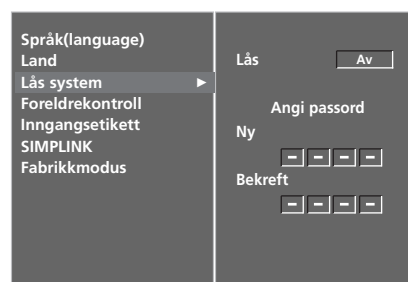 Språk(language)
Land
Lås system ►
Foreldrekontroll
Inngangsetikett
SIMPLINK
Fabrikkmodus
Lås Av
Angi passord
Ny
- - - -
Bekreft
- - - -